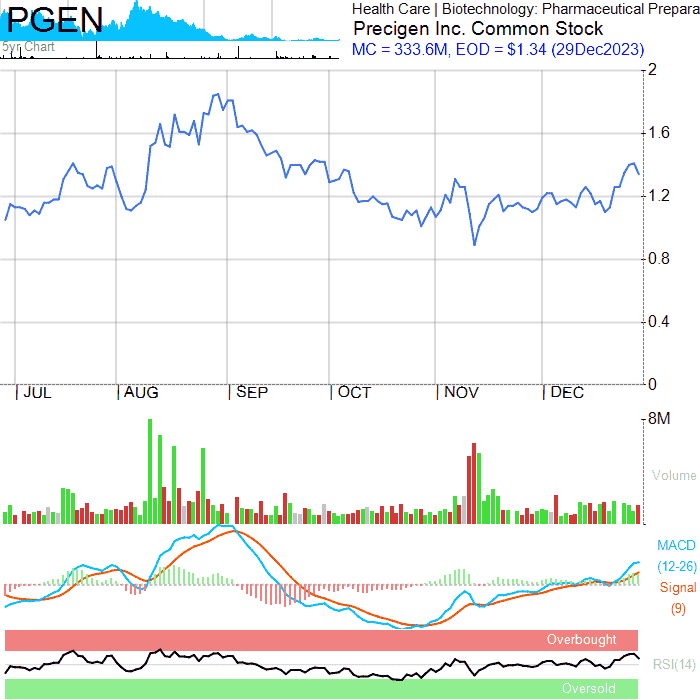 PGEN
5yr Chart
Health Care | Biotechnology: Pharmaceutical Prepara
Precigen Inc. Common Stock
MC = 333.6M, EOD = $1.34 (29Dec2023)
2
1.6
1.2
0.8
0.4
0
| JUL | AUG | SEP | OCT | NOV | DEC
8M
Volume
MACD
(12-26)
Signal
(9)
Overbought
RSI(14)
Oversold